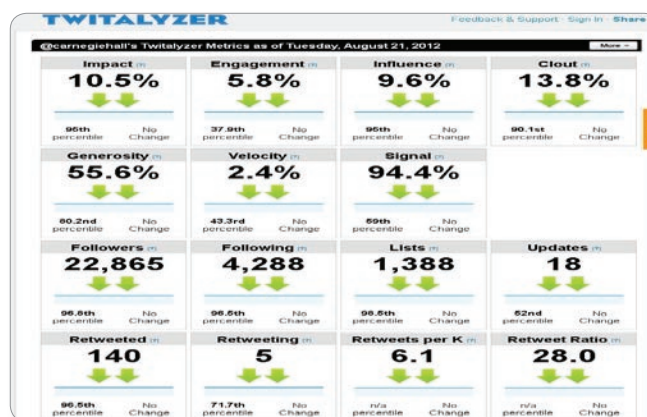 TWITALYZER
Feedback & Support · Sign In · Share
@carnegiehall's Twitalyzer Metrics as of Tuesday, August 21, 2012 More
Impact (?) Engagement (?) Influence (?) Clout (?)
10.5% 5.8% 9.6% 13.8%
95th No 37.9th No 95th No 90.1st No
percentile Change percentile Change percentile Change percentile Change
Generosity (?) Velocity (?) Signal (?)
55.6% 2.4% 94.4%
80.2nd No 43.3rd No 59th No
percentile Change percentile Change percentile Change
Followers (?) Following (?) Lists (?) Updates (?)
22,865 4,288 1,388 18
96.8th No 96.5th No 98.5th No 52nd No
percentile Change percentile Change percentile Change percentile Change
Retweeted (?) Retweeting (?) Retweets per K (?) Retweet Ratio (?)
140 5 6.1 28.0
96.5th No 71.7th No n/a No n/a No
percentile Change percentile Change percentile Change percentile Change